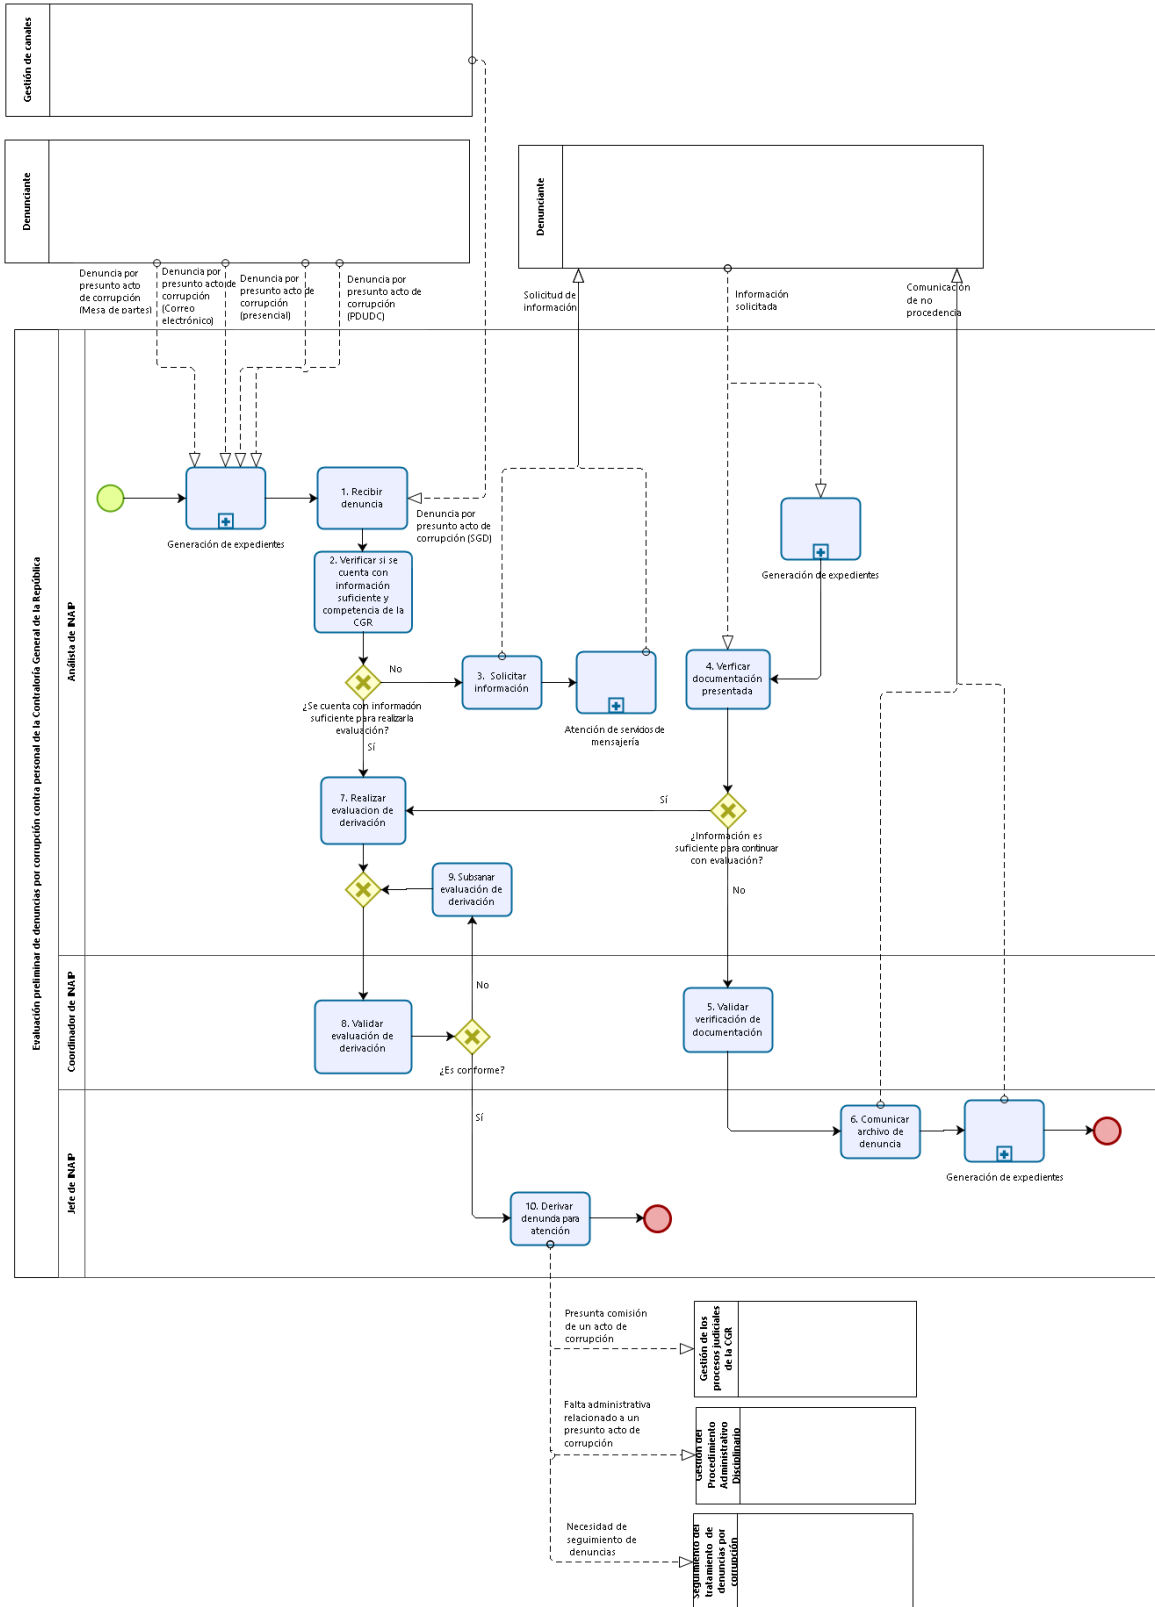 Gestión de canales
Denunciante
Denunciante
Denuncia por
presunto acto
de corrupción
(Mesa de partes)
Denuncia por
presunto acto de
corrupción
(Correo
electrónico)
Denuncia por
presunto acto de
corrupción
(presencial)
Denuncia por
presunto acto de
corrupción
(PDUDC)
Solicitud de
información
Información
solicitada
Comunicación
de no
procedencia
Evaluación preliminar de denuncias por corrupción contra personal de la Contraloría General de la República
Análista de INAIP
Generación de expedientes
1. Recibir
denuncia
Denuncia por
presunto acto de
corrupción (SGD)
2. Verificar si se
cuenta con
información
suficiente y
competencia de la
CGR
Generación de expedientes
No
¿Se cuenta con información
suficiente para realizar la
evaluación?
Sí
3. Solicitar
información
Atención de servicios de
mensajería
4. Verficar
documentación
presentada
7. Realizar
evaluacion de
derivación
Sí
¿Información es
suficiente para continuar
con evaluación?
No
9. Subsanar
evaluación de
derivación
Coordinador de INAIP
No
8. Validar
evaluación de
derivación
¿Es conforme?
5. Validar
verificación de
documentación
Jefe de INAIP
Sí
6. Comunicar
archivo de
denuncia
Generación de expedientes
10. Derivar
denuncia para
atención
Presunta comisión
de un acto de
corrupción
Gestión de los
procesos judiciales
de la CGR
Falta administrativa
relacionado a un
presunto acto de
corrupción
Gestión del
Procedimiento
Administrativo
Disciplinario
Necesidad de
seguimiento de
denuncias
Seguimiento del
tratamiento de
denuncias por
corrupción